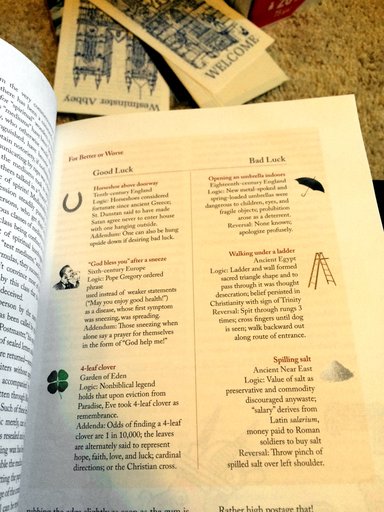 Westminster Abbey
WELCOME
For Better or Worse
Good Luck
Horseshoe above doorway
Tenth-century England
Logic: Horseshoes considered
fortunate since ancient Greece;
St. Dunstan said to have made
Satan agree never to enter house
with one hanging outside.
Addendum: One can also be hung
upside down if desiring bad luck.
"God bless you" after a sneeze
Sixth-century Europe
Logic: Pope Gregory ordered
phrase
used instead of weaker statements
("May you enjoy good health!")
as a disease, whose first symptom
was sneezing, was spreading.
Addendum: Those sneezing when
alone say a prayer for themselves
in the form of "God help me!"
4-leaf clover
Garden of Eden
Logic: Nonbiblical legend
holds that upon eviction from
Paradise, Eve took 4-leaf clover as
remembrance.
Addenda: Odds of finding a 4-leaf
clover are 1 in 10,000; the leaves
are alternately said to represent
hope, faith, love, and luck; cardinal
directions; or the Christian cross.
Bad Luck
Opening an umbrella indoors
Eighteenth-century England
Logic: New metal-spoked and
spring-loaded umbrellas were
dangerous to children, eyes, and
fragile objects; prohibition
arose as a deterrent.
Reversal: None known;
apologize profusely.
Walking under a ladder
Ancient Egypt
Logic: Ladder and wall formed
sacred triangle shape and to
pass through it was thought
desecration; belief persisted in
Christianity with sign of Trinity
Reversal: Spit through rungs 3
times; cross fingers until dog
is seen; walk backward out
along route of entrance.
Spilling salt
Ancient Near East
Logic: Value of salt as
preservative and commodity
discouraged anyway;
"salary" derives from
Latin salarium,
money paid to Roman
soldiers to buy salt
Reversal: Throw pinch of
spilled salt over left shoulder.
Rather high postage that!